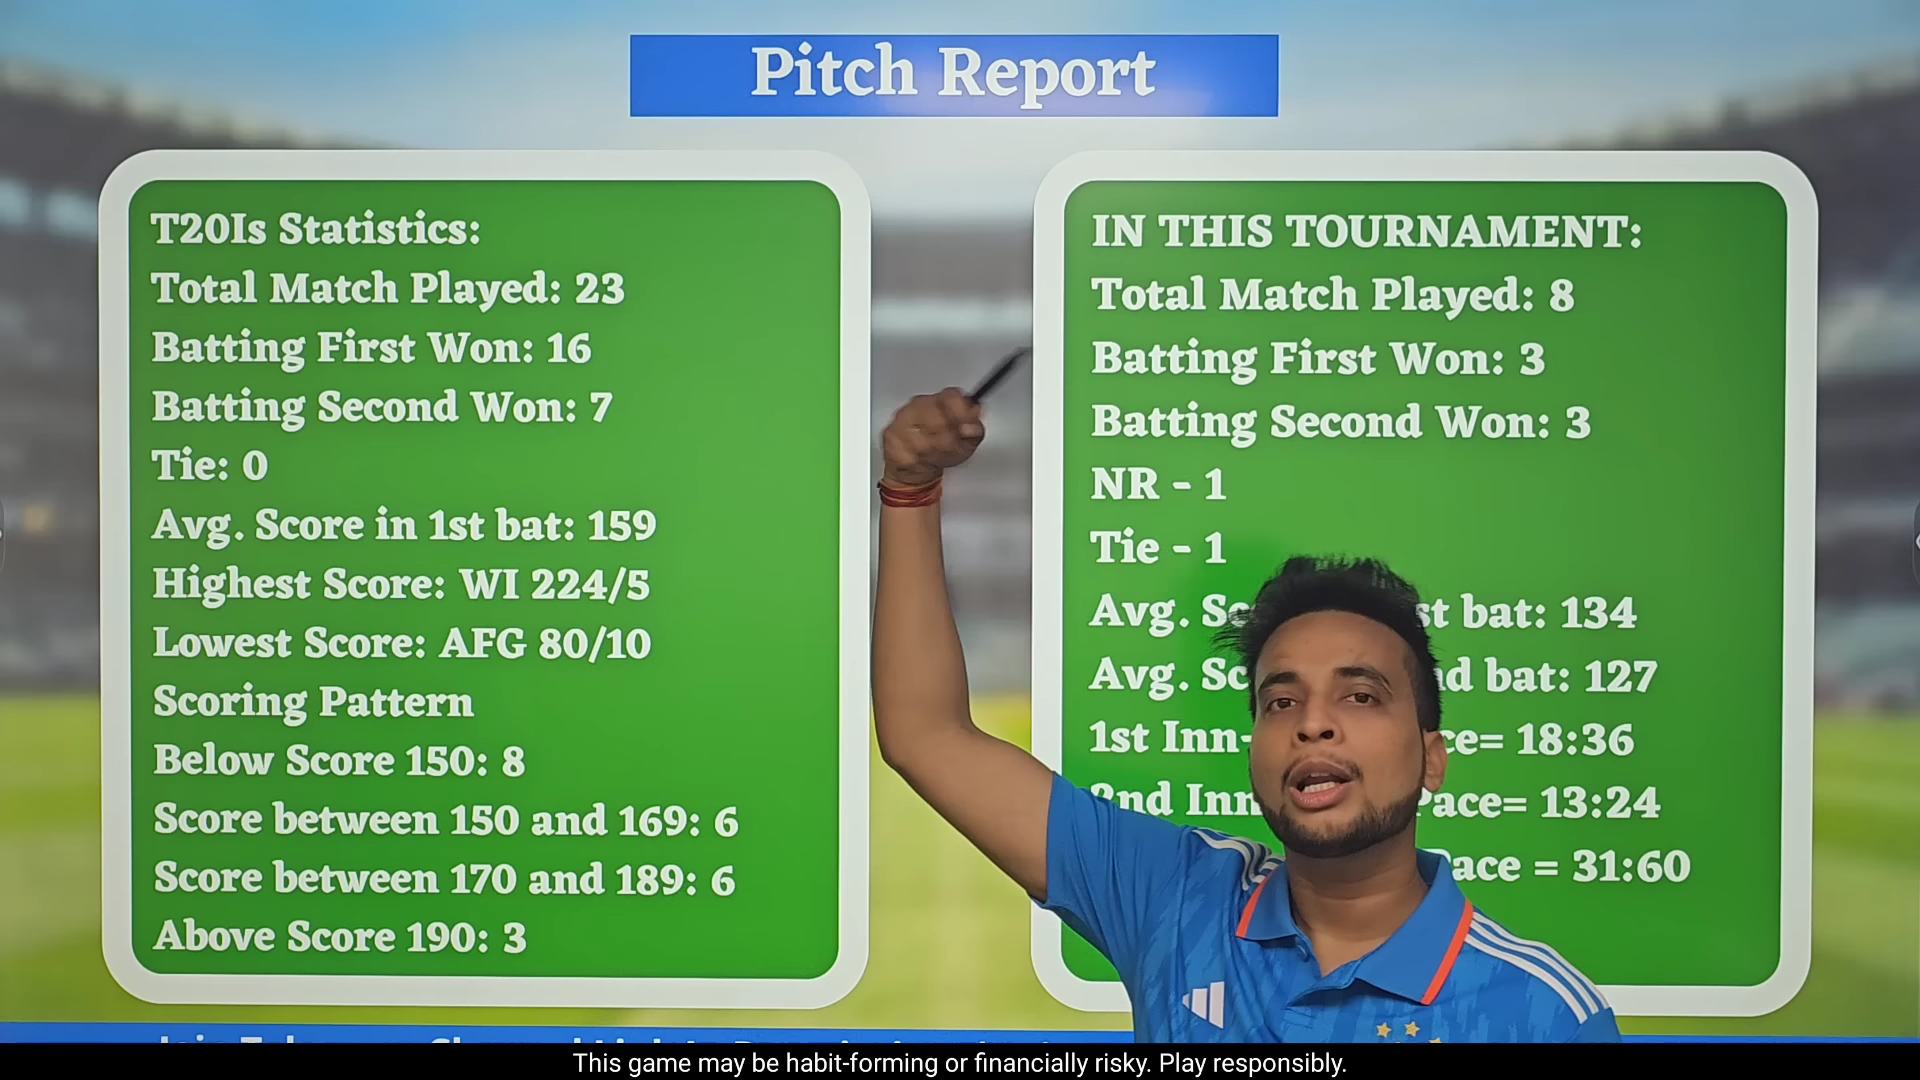 Pitch Report
T20Is Statistics:
Total Match Played: 23
Batting First Won: 16
Batting Second Won: 7
Tie: 0
Avg. Score in 1st bat: 159
Highest Score: WI 224/5
Lowest Score: AFG 80/10
Scoring Pattern
Below Score 150: 8
Score between 150 and 169: 6
Score between 170 and 189: 6
Above Score 190: 3
IN THIS TOURNAMENT:
Total Match Played: 8
Batting First Won: 3
Batting Second Won: 3
NR - 1
Tie - 1
Avg. bat: 134
Avg. bat: 127
1st Inn- 18:36
2nd Inn Pace= 13:24
Pace = 31:60
This game may be habit-forming or financially risky. Play responsibly.